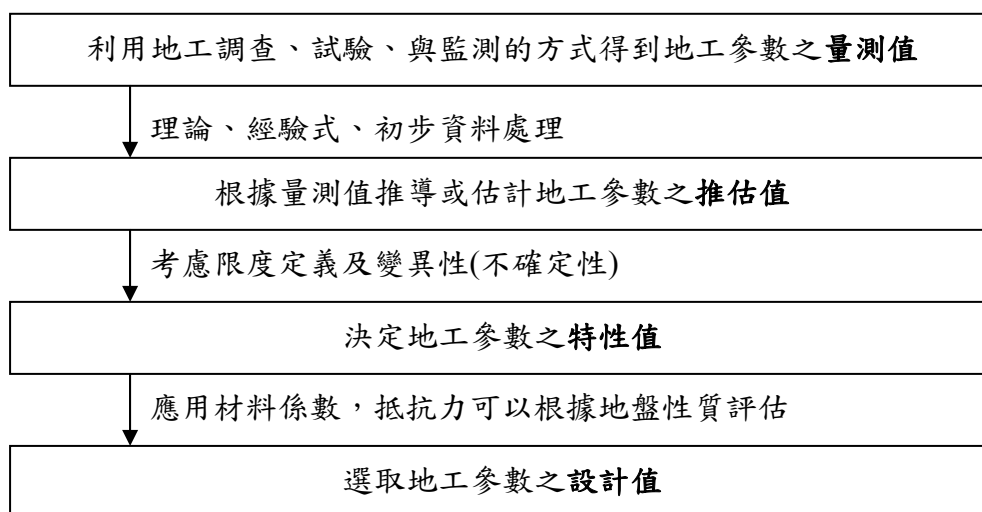 利用地工調查、試驗、與監測的方式得到地工參數之量測值
理論、經驗式、初步資料處理
根據量測值推導或估計地工參數之推估值
考慮限度定義及變異性(不確定性)
決定地工參數之特性值
應用材料係數，抵抗力可以根據地盤性質評估
選取地工參數之設計值